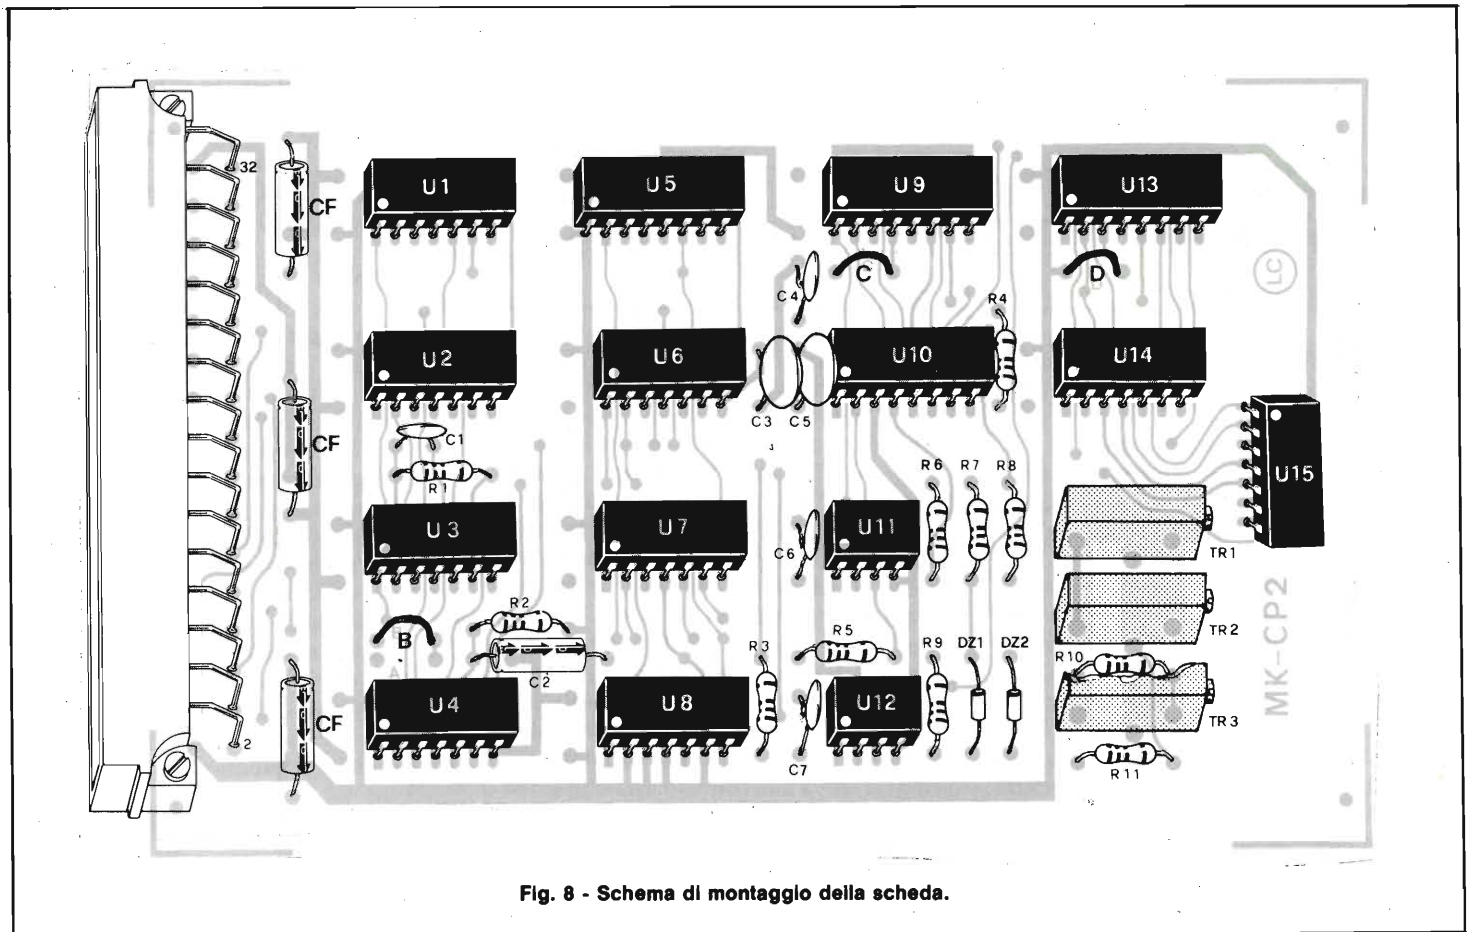 32
CF
U1
U5
U9
U13
C4
C
D
LC
R4
U2
U6
U10
U14
CF
C3
C5
C1
R1
R6
R7
R8
U15
U3
U7
C6
U11
TR1
R2
B
TR2
MK-CP2
R3
R5
R9
DZ1
DZ2
R10
A
C2
CF
U4
U8
U12
TR3
2
C7
R11
Fig. 8 - Schema di montaggio della scheda.